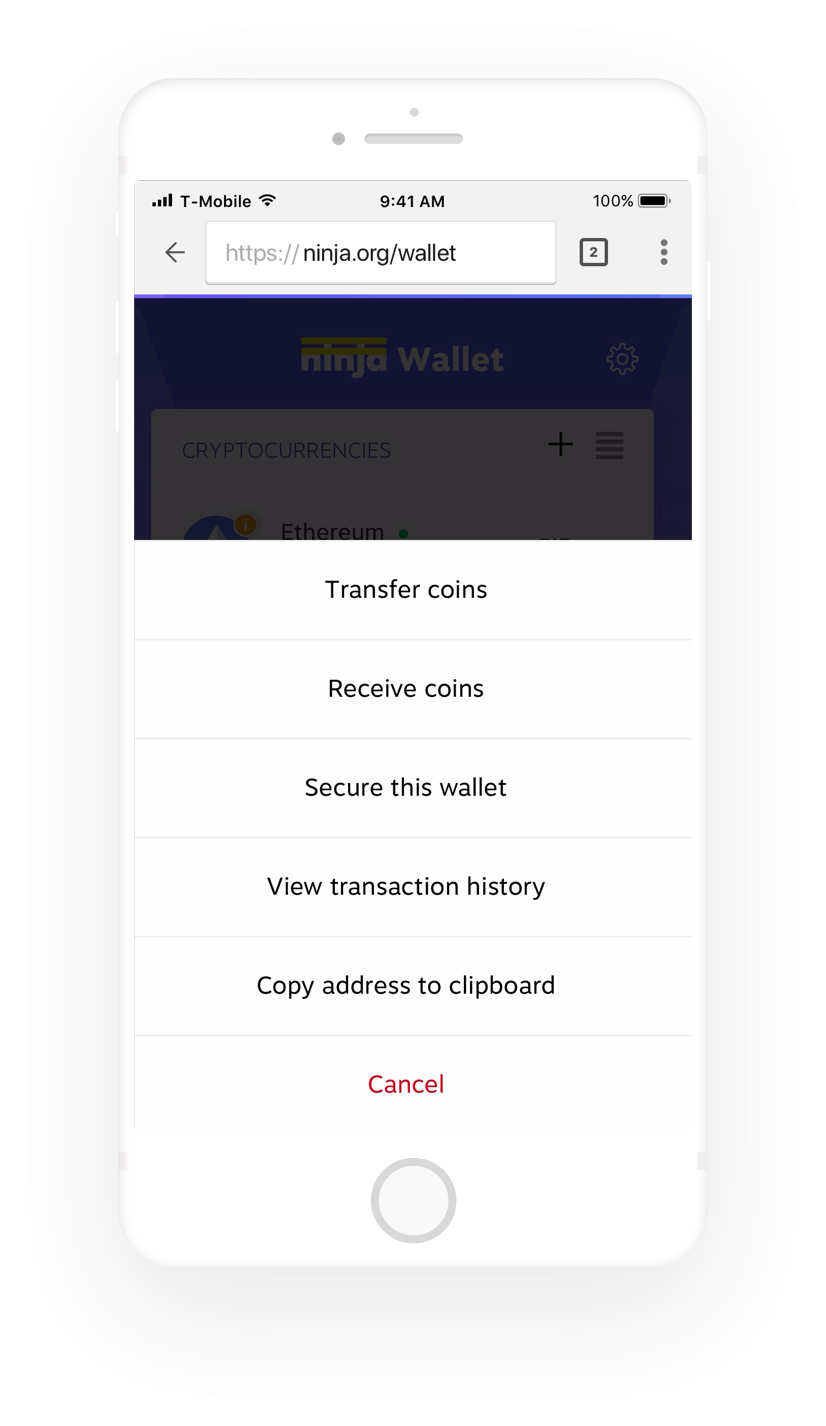 T-Mobile 9:41 AM 100%
https:// ninja.org/wallet 2
ninja Wallet
CRYPTOCURRENCIES
Ethereum
Transfer coins
Receive coins
Secure this wallet
View transaction history
Copy address to clipboard
Cancel